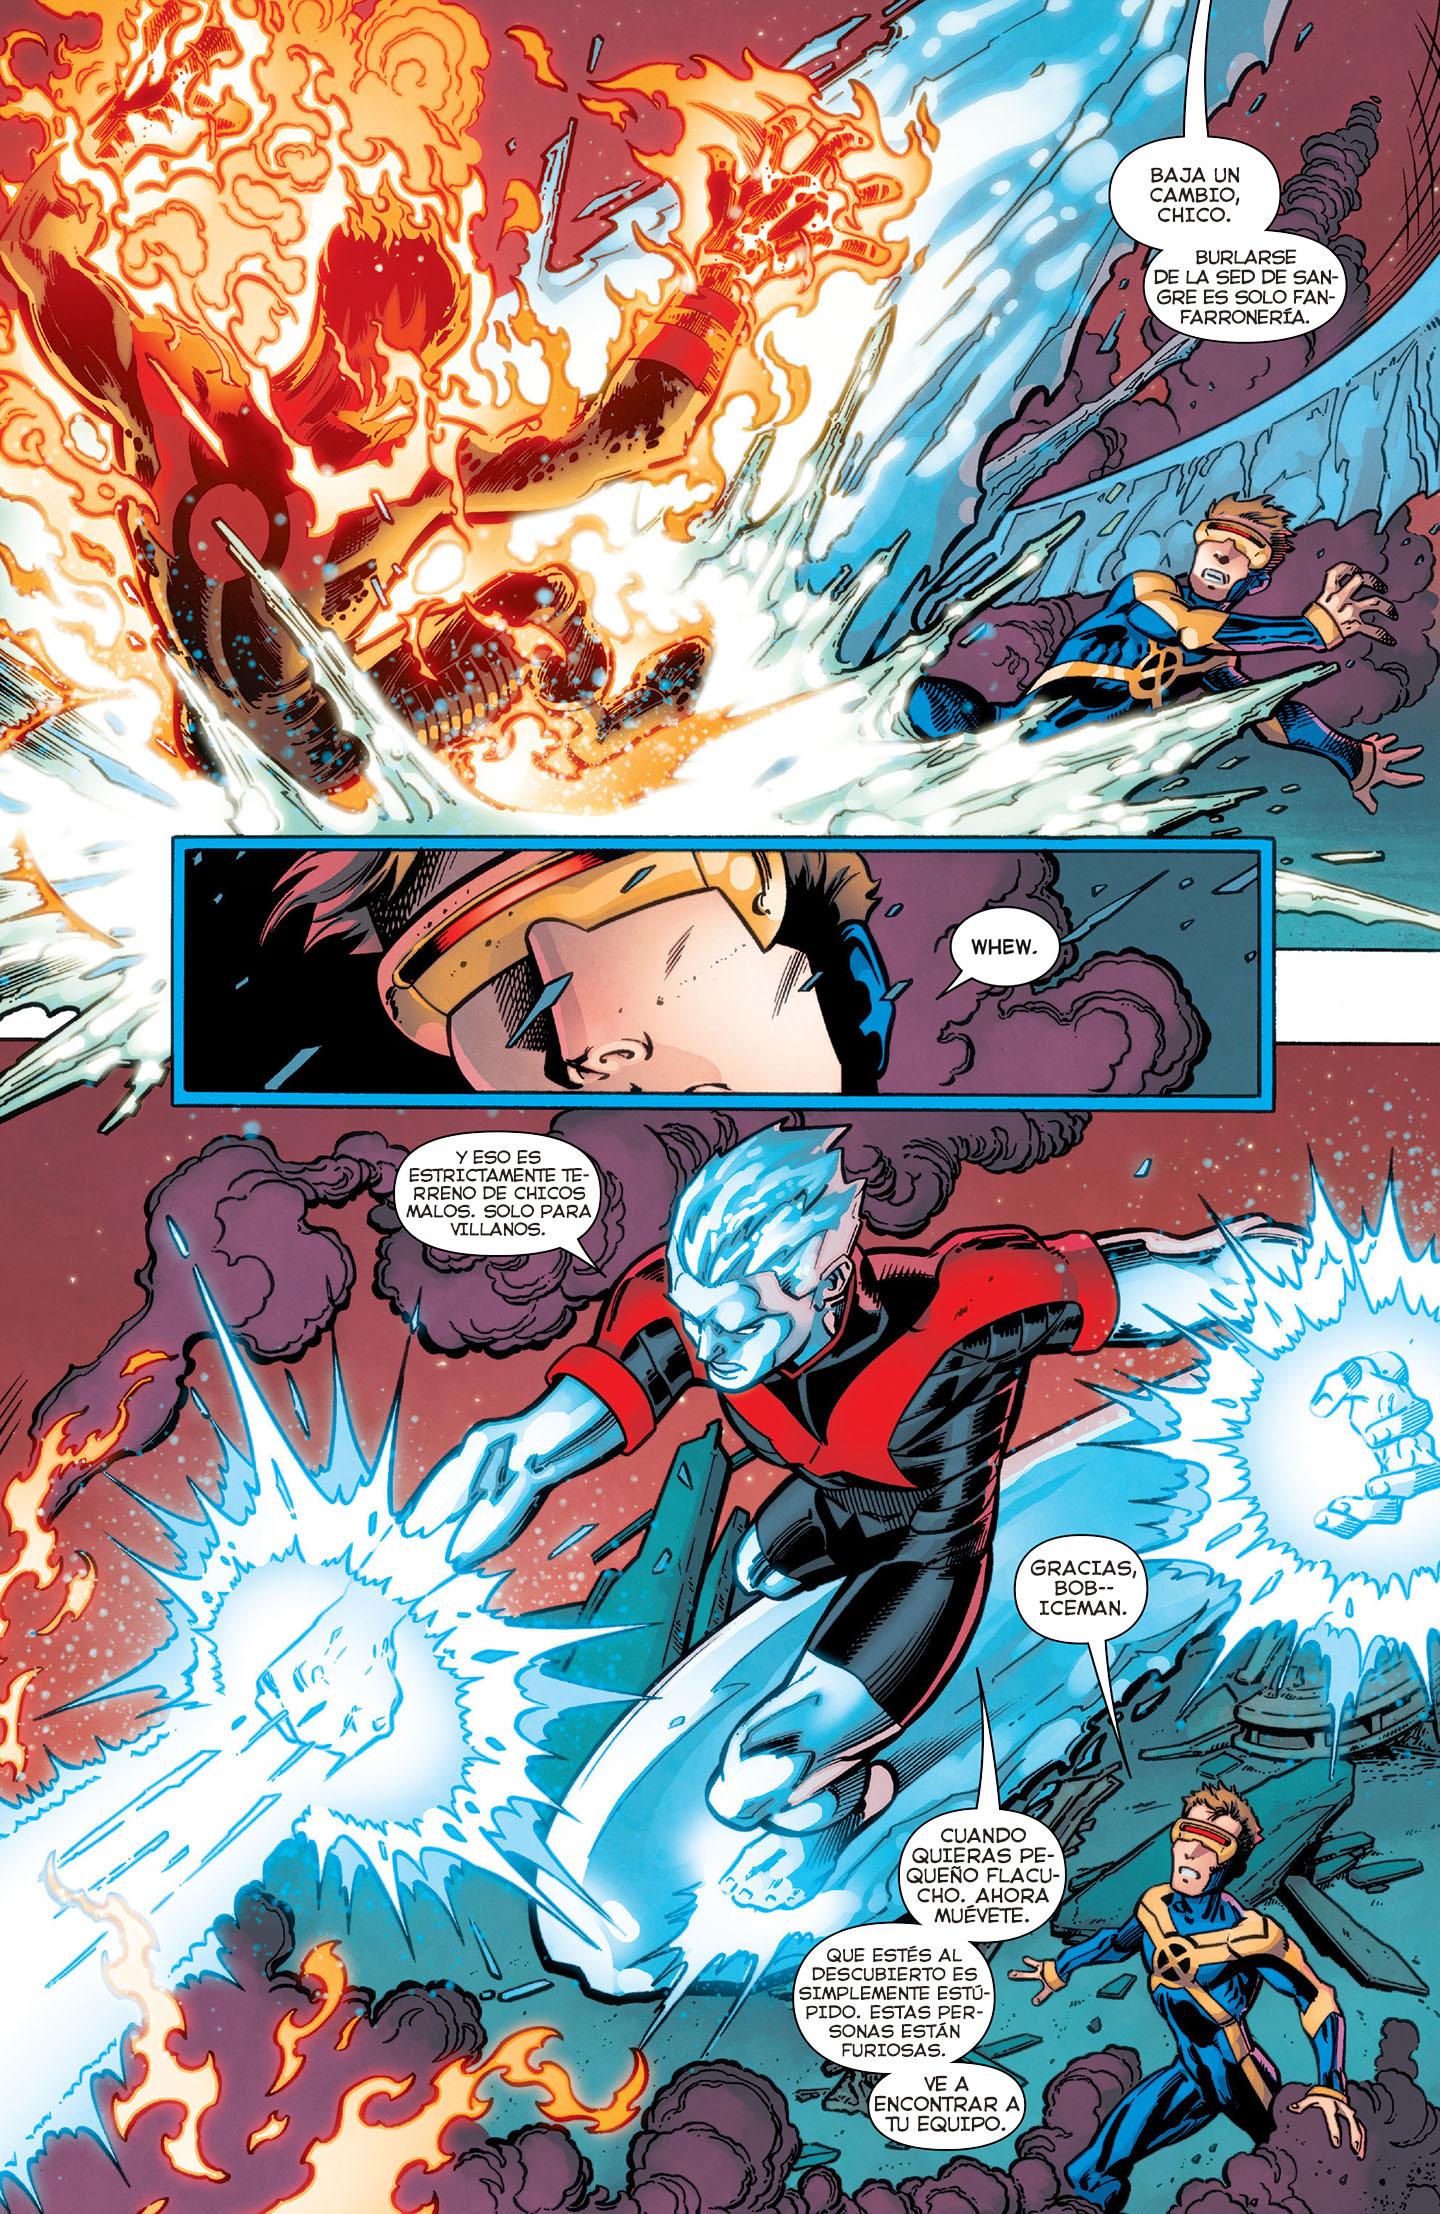 BAJA UN
CAMBIO,
CHICO.
BURLARSE
DE LA SED DE SAN-
GRE ES SOLO FAN-
FARRONERÍA.
WHEW.
Y ESO ES
ESTRICTAMENTE TE-
RRENO DE CHICOS
MALOS. SOLO PARA
VILLANOS.
GRACIAS,
BOB--
ICEMAN.
CUANDO
QUIERAS PE-
QUEÑO FLACU-
CHO. AHORA
MUÉVETE.
QUE ESTÉS AL
DESCUBIERTO ES
SIMPLEMENTE ESTÚ-
PIDO. ESTAS PER-
SONAS ESTÁN
FURIOSAS.
VE A
ENCONTRAR A
TU EQUIPO.